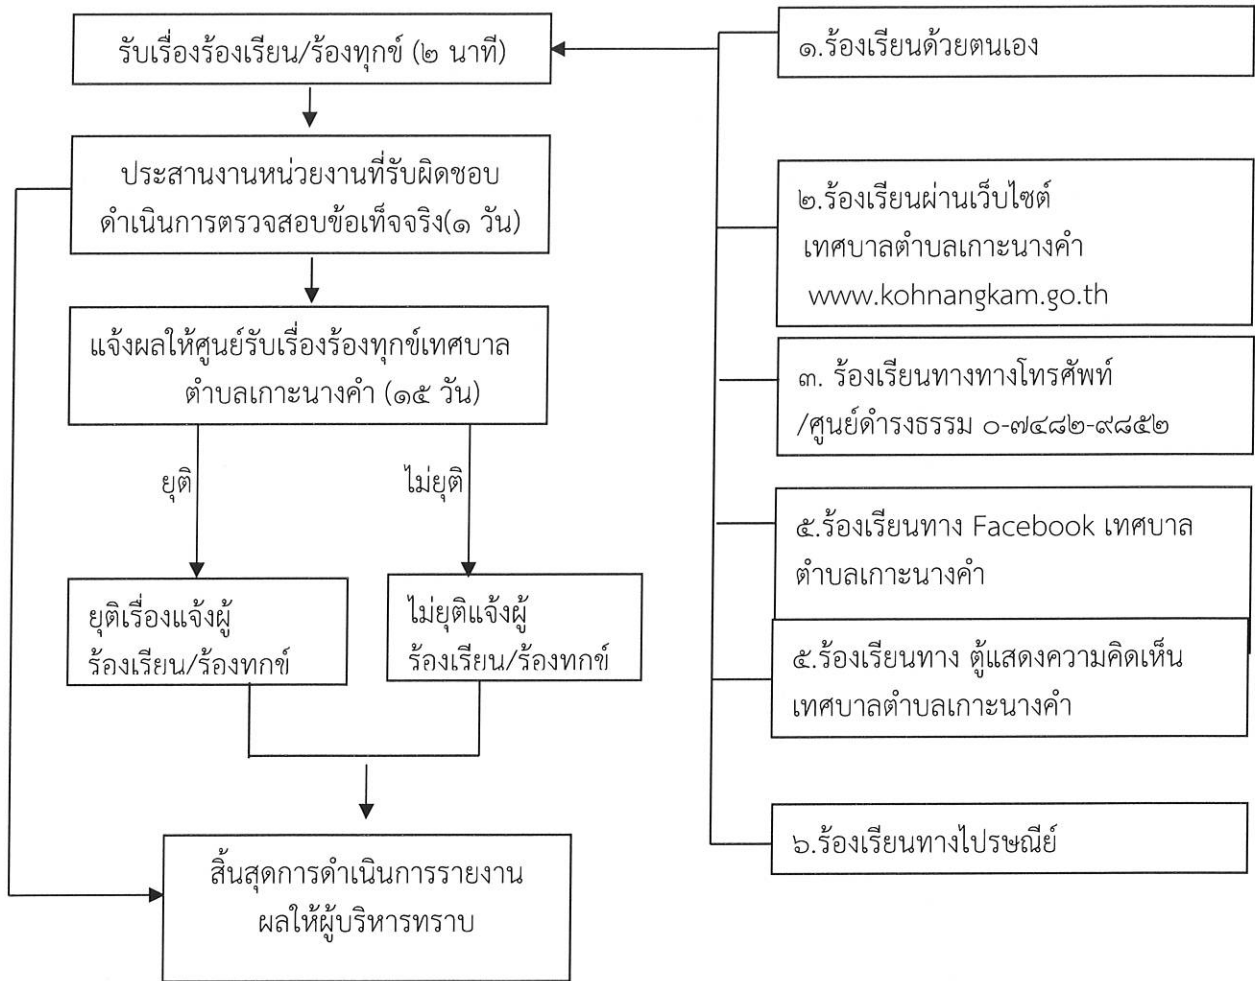 รับเรื่องร้องเรียน/ร้องทุกข์ (๒ นาที)
ประสานงานหน่วยงานที่รับผิดชอบ
ดำเนินการตรวจสอบข้อเท็จจริง(๑ วัน)
แจ้งผลให้ศูนย์รับเรื่องร้องทุกข์เทศบาล
ตำบลเกาะนางคำ (๑๕ วัน)
ยุติ
ไม่ยุติ
ยุติเรื่องแจ้งผู้
ร้องเรียน/ร้องทกข์
ไม่ยุติแจ้งผู้
ร้องเรียน/ร้องทกข์
สิ้นสุดการดำเนินการรายงาน
ผลให้ผู้บริหารทราบ
๑.ร้องเรียนด้วยตนเอง
๒.ร้องเรียนผ่านเว็บไซต์
เทศบาลตำบลเกาะนางคำ
www.kohnangkam.go.th
๓. ร้องเรียนทางทางโทรศัพท์
/ศูนย์ดำรงธรรม ๐-๗๔๘๒-๙๘๕๒
๕.ร้องเรียนทาง Facebook เทศบาล
ตำบลเกาะนางคำ
๕.ร้องเรียนทาง ตู้แสดงความคิดเห็น
เทศบาลตำบลเกาะนางคำ
๖.ร้องเรียนทางไปรษณีย์